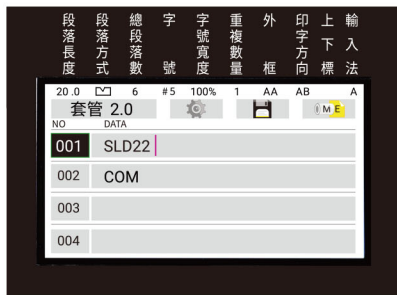 段落長度 段落方式 總段落數 字號 字號寬度 重複數量 外框 印字方向 上下標 輸入法
20.0 6 #5 100% 1 AA AB A
套管 2.0 IME
NO DATA
001 SLD22
002 COM
003
004